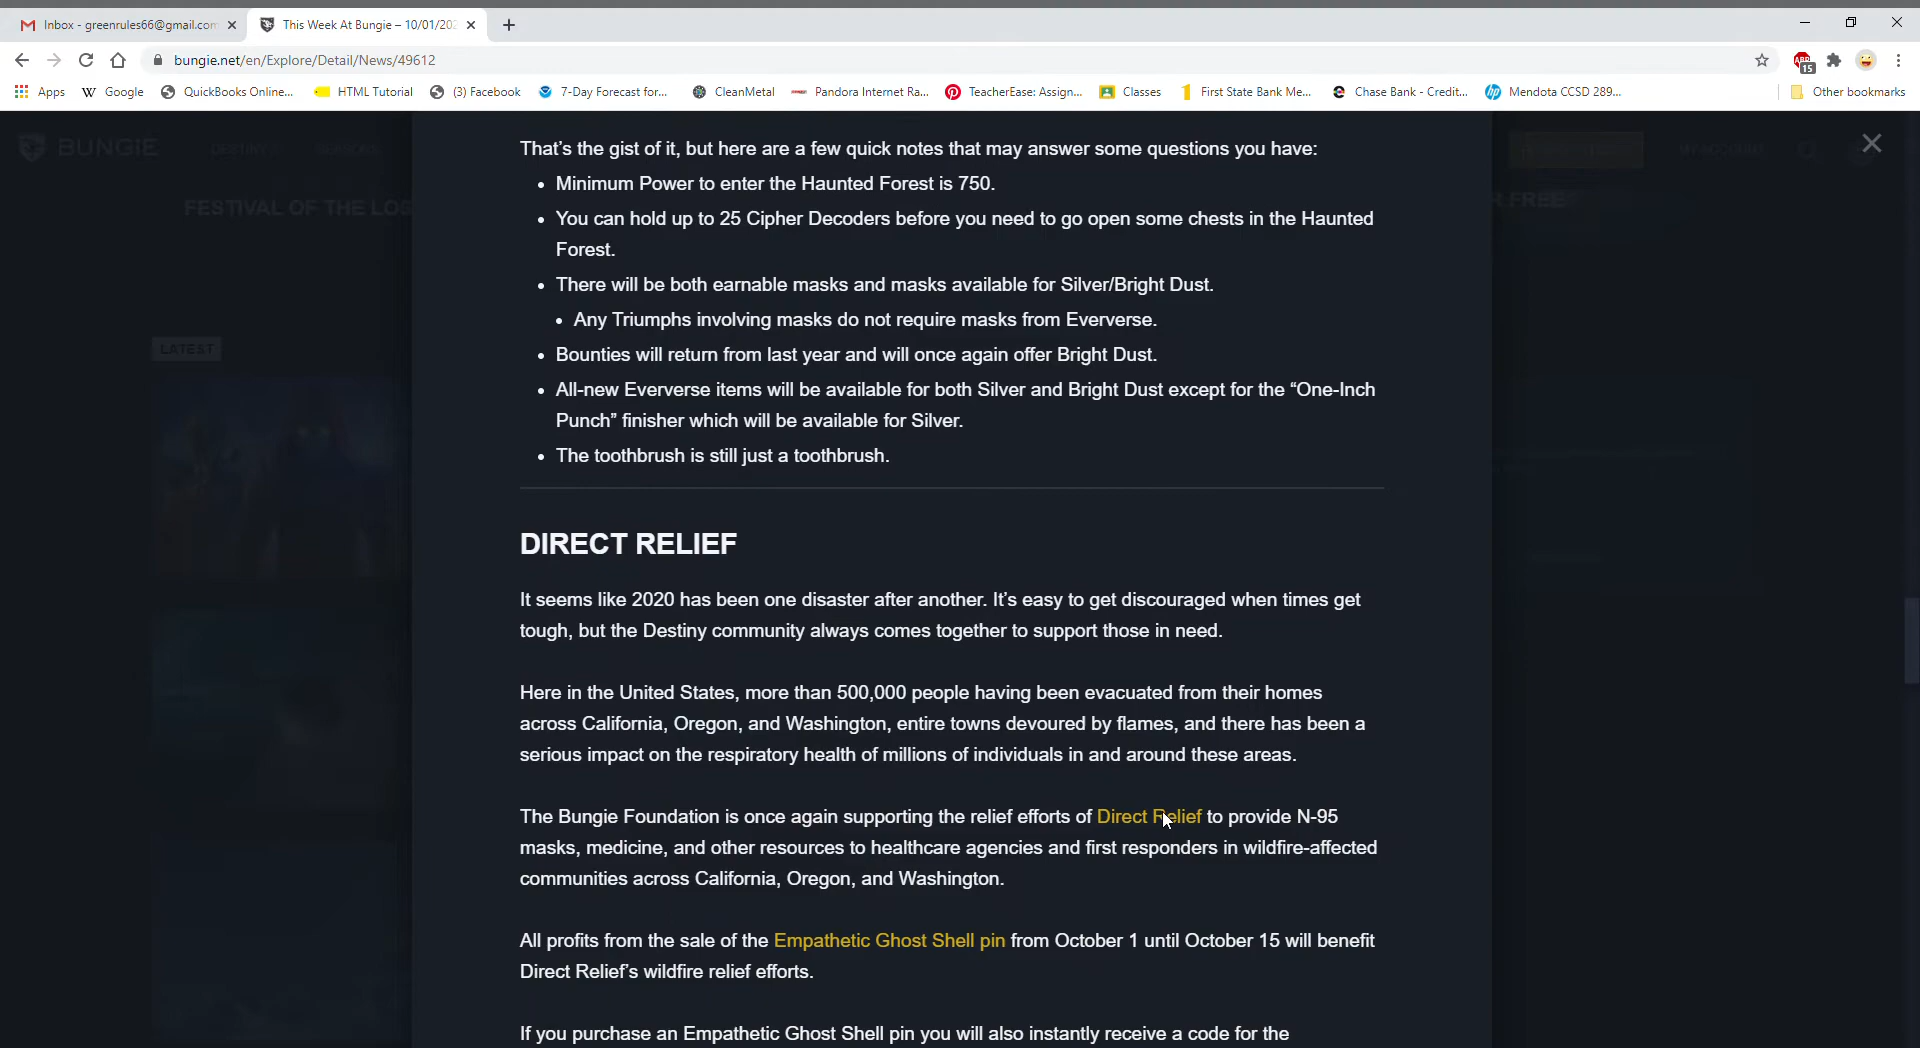 Inbox - greenrules66@gmail.com
This Week At Bungie – 10/01/202
bungie.net/en/Explore/Detail/News/49612
ABP
15
Apps
Google
QuickBooks Online...
HTML Tutorial
(3) Facebook
7-Day Forecast for...
CleanMetal
Pandora Internet Ra...
TeacherEase: Assign...
Classes
First State Bank Me...
Chase Bank - Credit...
Mendota CCSD 289...
Other bookmarks
BUNGIE
FESTIVAL OF THE LOS
R FREE
LATEST
That’s the gist of it, but here are a few quick notes that may answer some questions you have:
• Minimum Power to enter the Haunted Forest is 750.
• You can hold up to 25 Cipher Decoders before you need to go open some chests in the Haunted
Forest.
• There will be both earnable masks and masks available for Silver/Bright Dust.
• Any Triumphs involving masks do not require masks from Eververse.
• Bounties will return from last year and will once again offer Bright Dust.
• All-new Eververse items will be available for both Silver and Bright Dust except for the “One-Inch
Punch” finisher which will be available for Silver.
• The toothbrush is still just a toothbrush.
DIRECT RELIEF
It seems like 2020 has been one disaster after another. It’s easy to get discouraged when times get
tough, but the Destiny community always comes together to support those in need.
Here in the United States, more than 500,000 people having been evacuated from their homes
across California, Oregon, and Washington, entire towns devoured by flames, and there has been a
serious impact on the respiratory health of millions of individuals in and around these areas.
The Bungie Foundation is once again supporting the relief efforts of Direct Relief to provide N-95
masks, medicine, and other resources to healthcare agencies and first responders in wildfire-affected
communities across California, Oregon, and Washington.
All profits from the sale of the Empathetic Ghost Shell pin from October 1 until October 15 will benefit
Direct Relief’s wildfire relief efforts.
If you purchase an Empathetic Ghost Shell pin you will also instantly receive a code for the